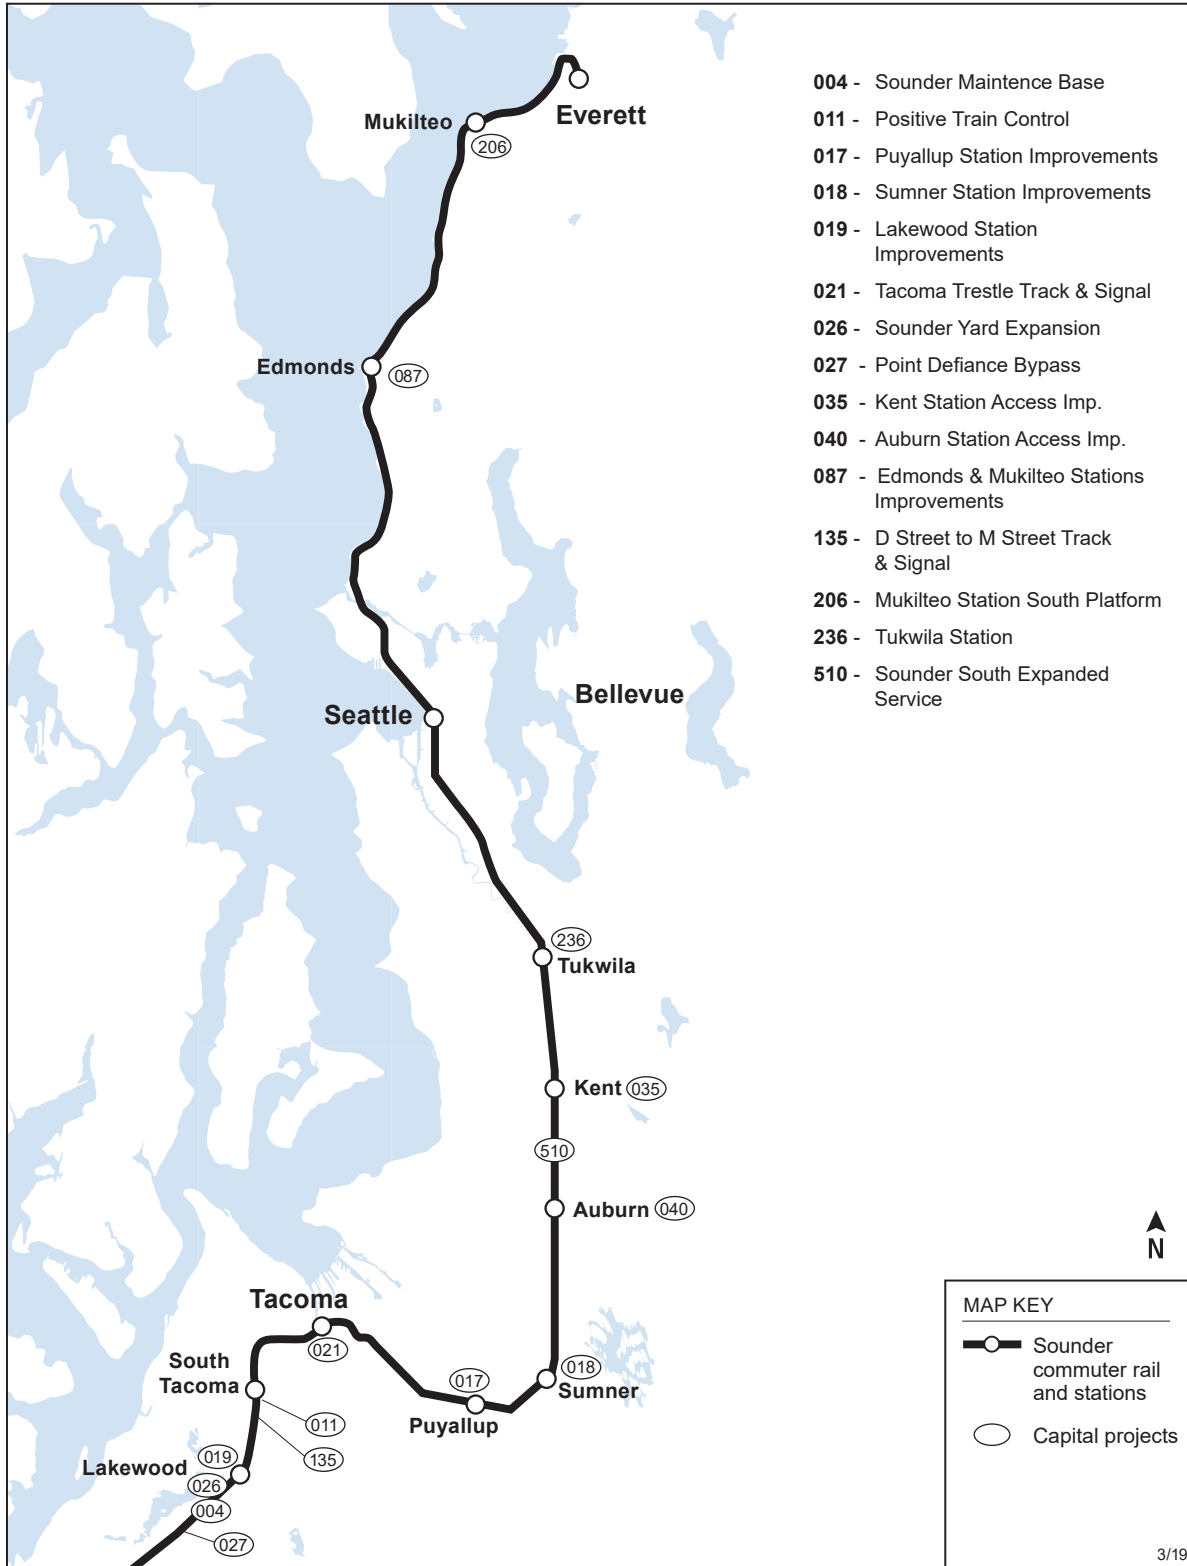 Everett
Mukilteo
206
Edmonds
087
Bellevue
Seattle
236
Tukwila
Kent 035
510
Auburn 040
Tacoma
021
South
Tacoma
018
Sumner
017
Puyallup
011
135
019
Lakewood
026
004
027
004 - Sounder Maintence Base
011 - Positive Train Control
017 - Puyallup Station Improvements
018 - Sumner Station Improvements
019 - Lakewood Station
Improvements
021 - Tacoma Trestle Track & Signal
026 - Sounder Yard Expansion
027 - Point Defiance Bypass
035 - Kent Station Access Imp.
040 - Auburn Station Access Imp.
087 - Edmonds & Mukilteo Stations
Improvements
135 - D Street to M Street Track
& Signal
206 - Mukilteo Station South Platform
236 - Tukwila Station
510 - Sounder South Expanded
Service
N
MAP KEY
Sounder
commuter rail
and stations
Capital projects
3/19